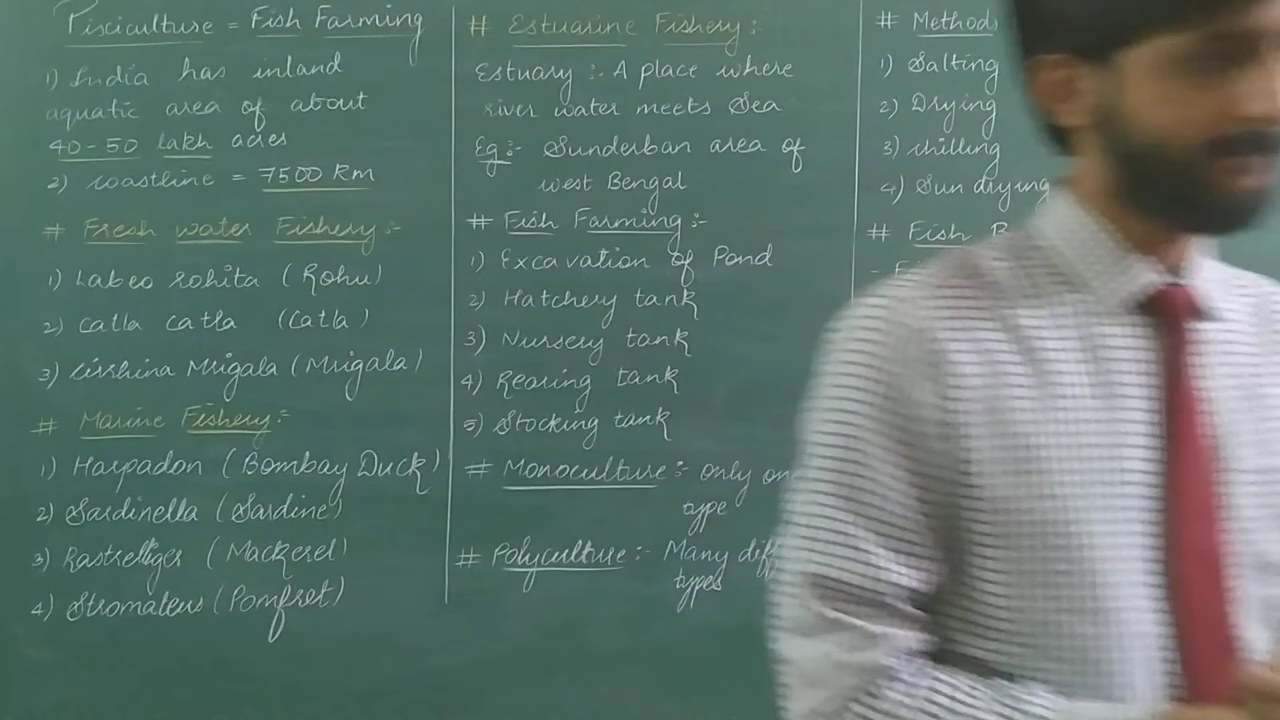 Pisciculture = Fish Farming
1) India has inland
aquatic area of about
40-50 lakh acres
2) coastline = 7500 Km
# Fresh water Fishery :-
1) Labeo rohita (Rohu)
2) Catla catla (Catla)
3) Cirrhina Mrigala (Mrigala)
# Marine Fishery :-
1) Harpadon (Bombay Duck)
2) Sardinella (Sardine)
3) Rastrelliger (Mackerel)
4) Stromateus (Pomfret)
# Estuarine Fishery :-
Estuary :- A place where
river water meets Sea
Eg :- Sunderban area of
west Bengal
# Fish Farming :-
1) Excavation of Pond
2) Hatchery tank
3) Nursery tank
4) Rearing tank
5) Stocking tank
# Monoculture :- only
type
# Polyculture :- Many
types
# Method
1) Salting
2) Drying
3) chilling
4) Sun drying
# Fish